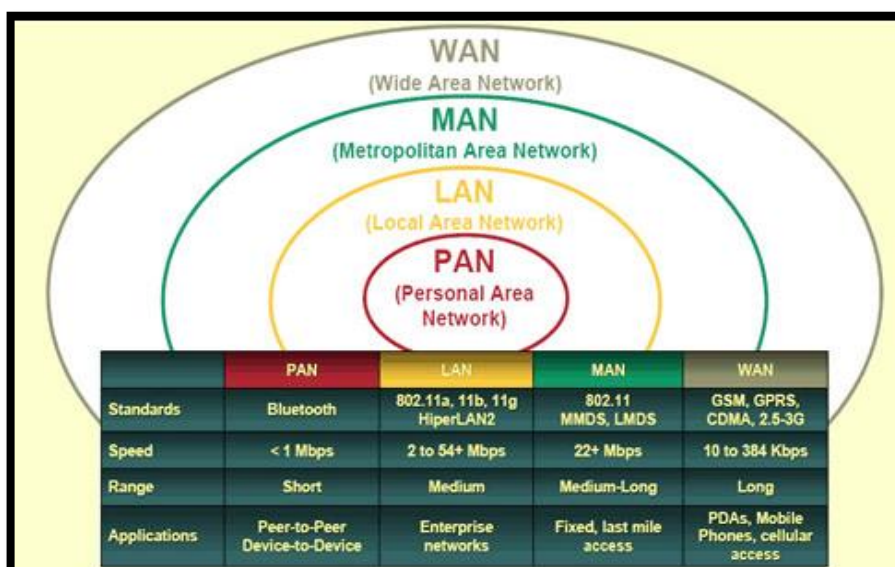 WAN
(Wide Area Network)
MAN
(Metropolitan Area Network)
LAN
(Local Area Network)
PAN
(Personal Area
Network)
PAN LAN MAN WAN
Standards Bluetooth 802.11a, 11b, 11g HiperLAN2 802.11 MMDS, LMDS GSM, GPRS, CDMA, 2.5-3G
Speed < 1 Mbps 2 to 54+ Mbps 22+ Mbps 10 to 384 Kbps
Range Short Medium Medium-Long Long
Applications Peer-to-Peer Device-to-Device Enterprise networks Fixed, last mile access PDAs, Mobile Phones, cellular access